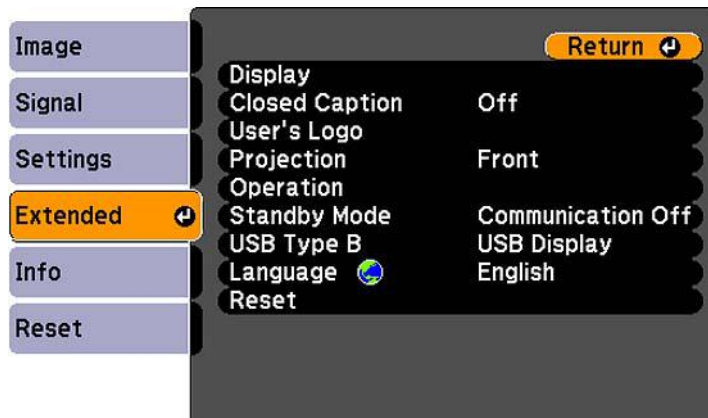 Image
Signal
Settings
Extended
Info
Reset
Return
Display
Closed Caption Off
User's Logo
Projection Front
Operation
Standby Mode Communication Off
USB Type B USB Display
Language English
Reset